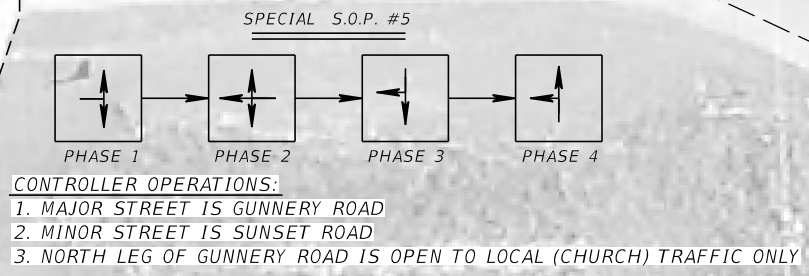 SPECIAL S.O.P. #5
PHASE 1 PHASE 2 PHASE 3 PHASE 4
CONTROLLER OPERATIONS:
1. MAJOR STREET IS GUNNERY ROAD
2. MINOR STREET IS SUNSET ROAD
3. NORTH LEG OF GUNNERY ROAD IS OPEN TO LOCAL (CHURCH) TRAFFIC ONLY